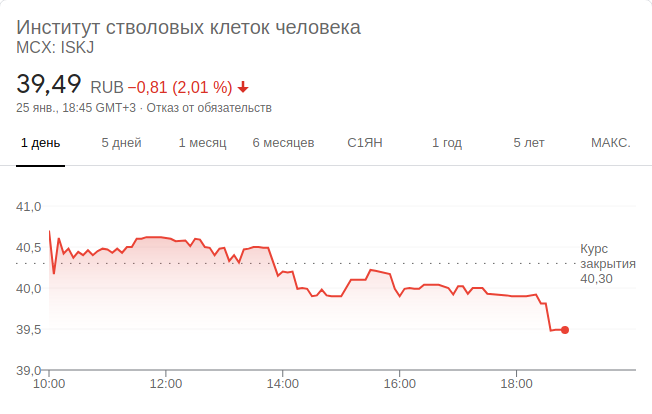 Институт стволовых клеток человека
MCX: ISKJ
39,49 RUB −0,81 (2,01 %)
25 янв., 18:45 GMT+3 · Отказ от обязательств
1 день 5 дней 1 месяц 6 месяцев С1ЯН 1 год 5 лет МАКС.
41,0
40,5
40,0
39,5
39,0
Курс
закрытия
40,30
10:00 12:00 14:00 16:00 18:00